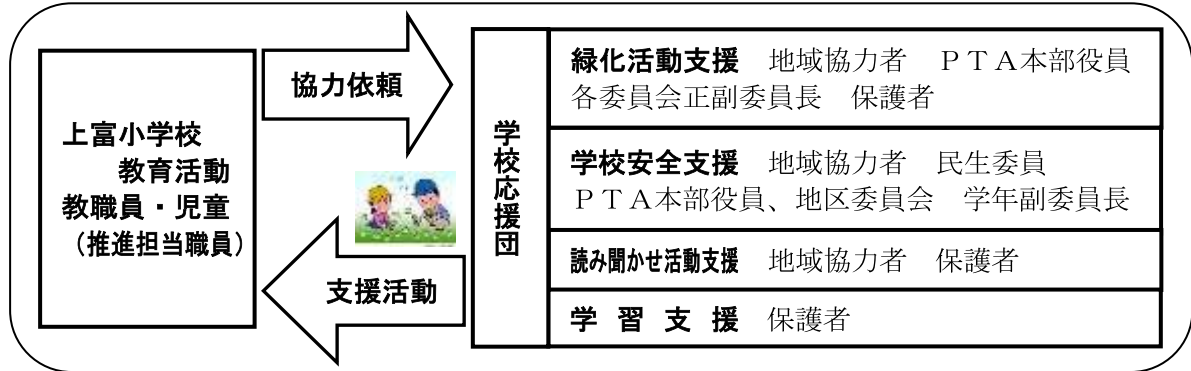 上富小学校
教育活動
教職員・児童
（推進担当職員）
協力依頼
支援活動
学校応援団
緑化活動支援　地域協力者　ＰＴＡ本部役員
各委員会正副委員長　保護者
学校安全支援　地域協力者　民生委員
ＰＴＡ本部役員、地区委員会　学年副委員長
読み聞かせ活動支援　地域協力者　保護者
学習支援　保護者